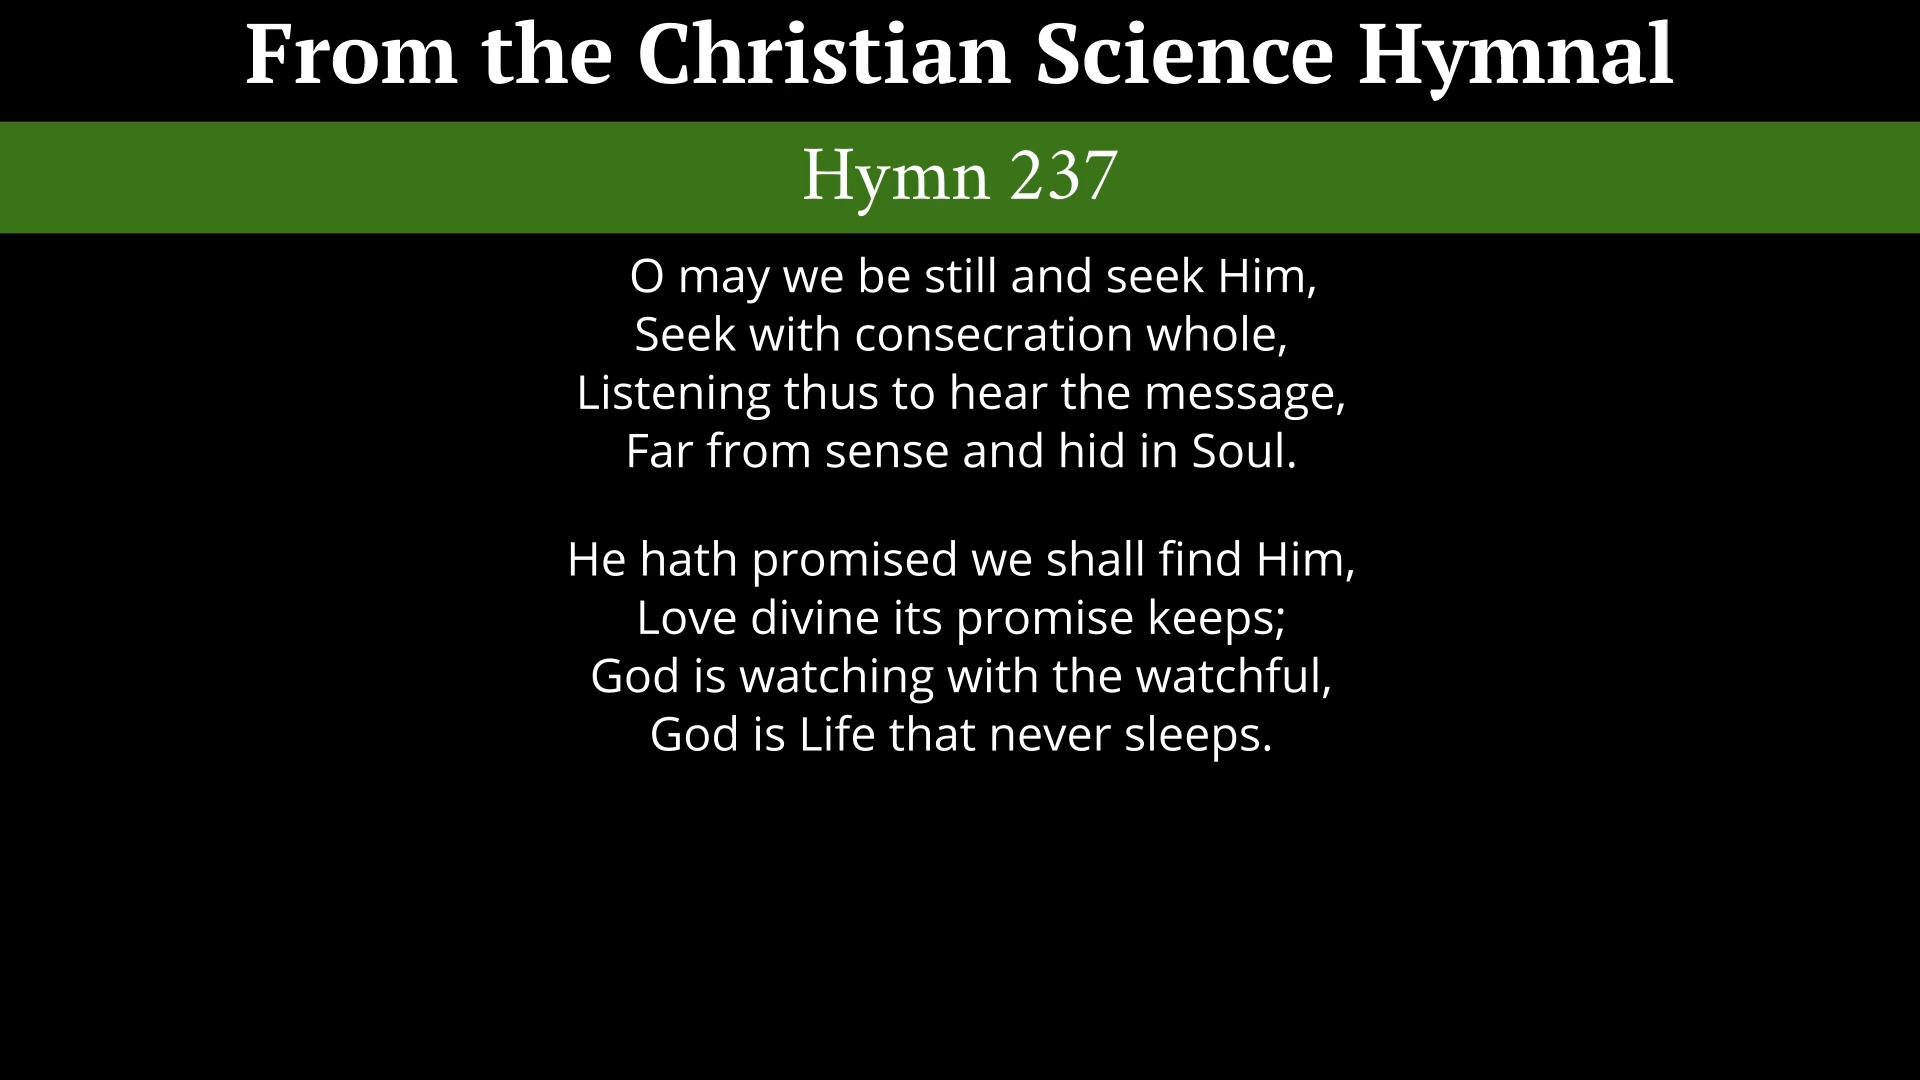 From the Christian Science Hymnal
Hymn 237
O may we be still and seek Him,
Seek with consecration whole,
Listening thus to hear the message,
Far from sense and hid in Soul.
He hath promised we shall find Him,
Love divine its promise keeps;
God is watching with the watchful,
God is Life that never sleeps.